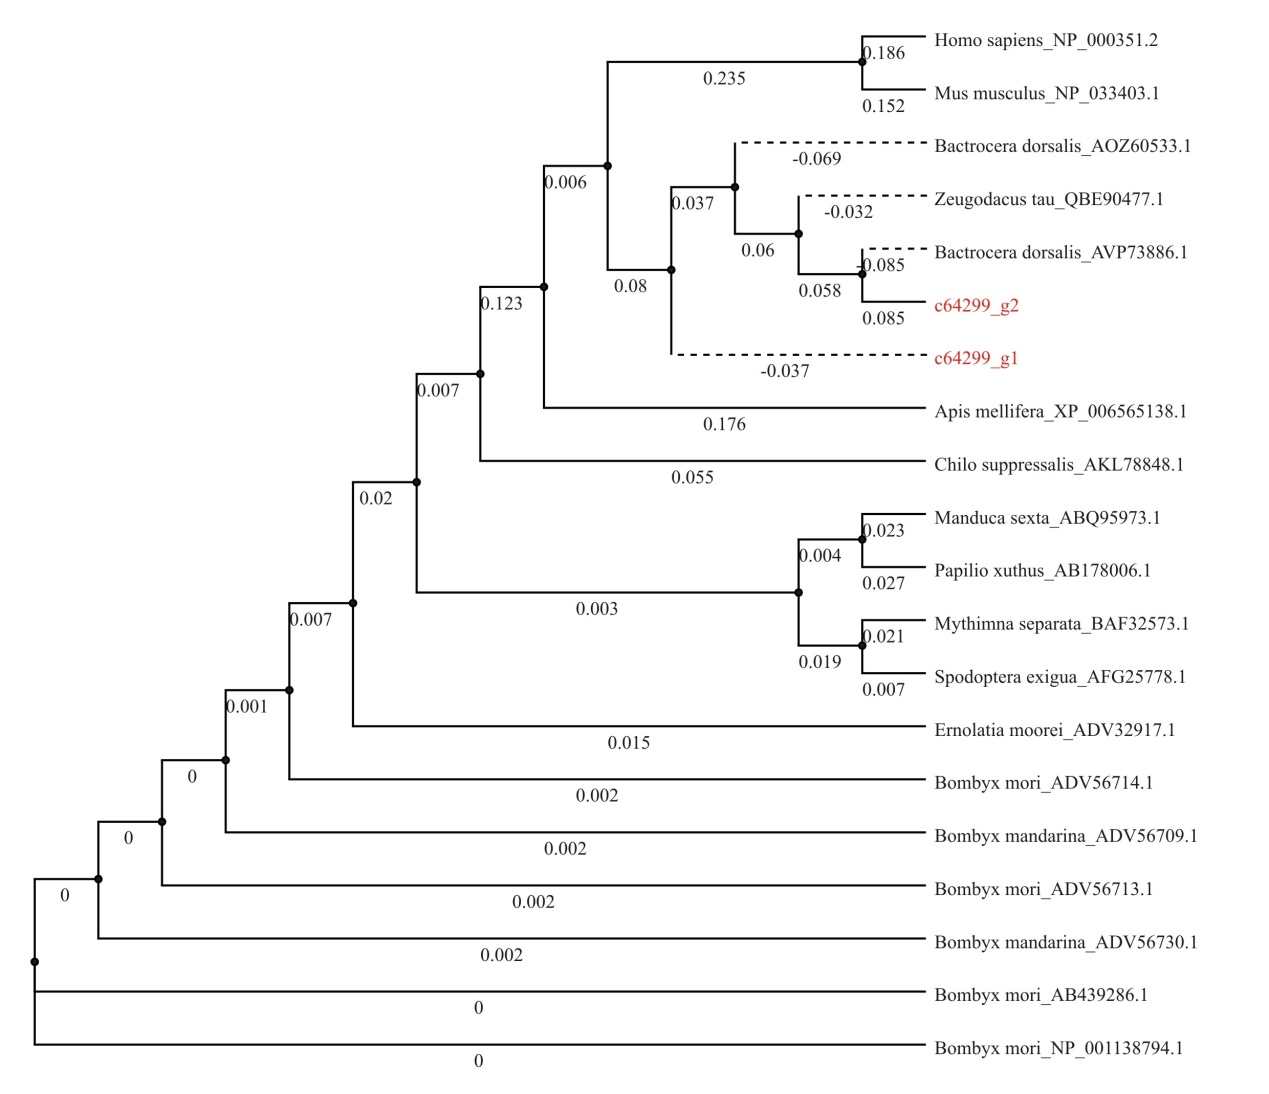 Homo sapiens_NP_000351.2
0.186
0.235
Mus musculus_NP_033403.1
0.152
Bactrocera dorsalis_AOZ60533.1
-0.069
0.006
0.037
Zeugodacus tau_QBE90477.1
-0.032
0.06
Bactrocera dorsalis_AVP73886.1
-0.085
0.08
0.058
0.123
c64299_g2
0.085
c64299_g1
-0.037
0.007
Apis mellifera_XP_006565138.1
0.176
Chilo suppressalis_AKL78848.1
0.055
0.02
Manduca sexta_ABQ95973.1
0.023
0.004
Papilio xuthus_AB178006.1
0.027
0.003
0.007
Mythimna separata_BAF32573.1
0.021
0.019
Spodoptera exigua_AFG25778.1
0.007
0.001
Ernolatia moorei_ADV32917.1
0.015
0
Bombyx mori_ADV56714.1
0.002
0
Bombyx mandarina_ADV56709.1
0.002
0
Bombyx mori_ADV56713.1
0.002
Bombyx mandarina_ADV56730.1
0.002
Bombyx mori_AB439286.1
0
Bombyx mori_NP_001138794.1
0